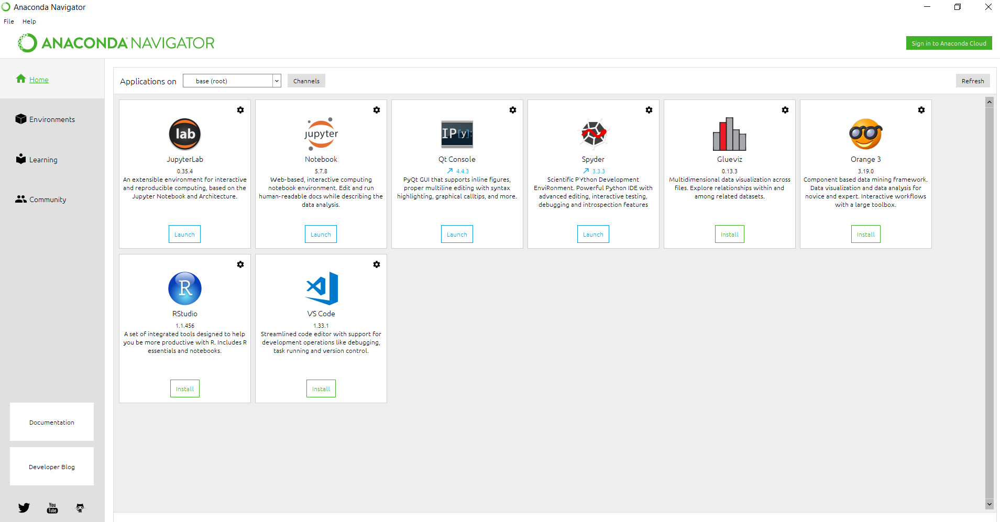 Anaconda Navigator
File Help
ANACONDA NAVIGATOR
Sign in to Anaconda Cloud
Home
Environments
Learning
Community
Documentation
Developer Blog
You
Tube
Applications on base (root) Channels Refresh
lab
JupyterLab
0.35.4
An extensible environment for interactive
and reproducible computing, based on the
Jupyter Notebook and Architecture.
Launch
jupyter
Notebook
5.7.8
Web-based, interactive computing
notebook environment. Edit and run
human-readable docs while describing the
data analysis.
Launch
IP[y]:
Qt Console
4.4.3
PyQt GUI that supports inline figures,
proper multiline editing with syntax
highlighting, graphical calltips, and more.
Launch
Spyder
3.3.3
Scientific PYthon Development
EnviRonment. Powerful Python IDE with
advanced editing, interactive testing,
debugging and introspection features
Launch
Glueviz
0.13.3
Multidimensional data visualization across
files. Explore relationships within and
among related datasets.
Install
Orange 3
3.19.0
Component based data mining framework.
Data visualization and data analysis for
novice and expert. Interactive workflows
with a large toolbox.
Install
R
RStudio
1.1.456
A set of integrated tools designed to help
you be more productive with R. Includes R
essentials and notebooks.
Install
VS Code
1.33.1
Streamlined code editor with support for
development operations like debugging,
task running and version control.
Install